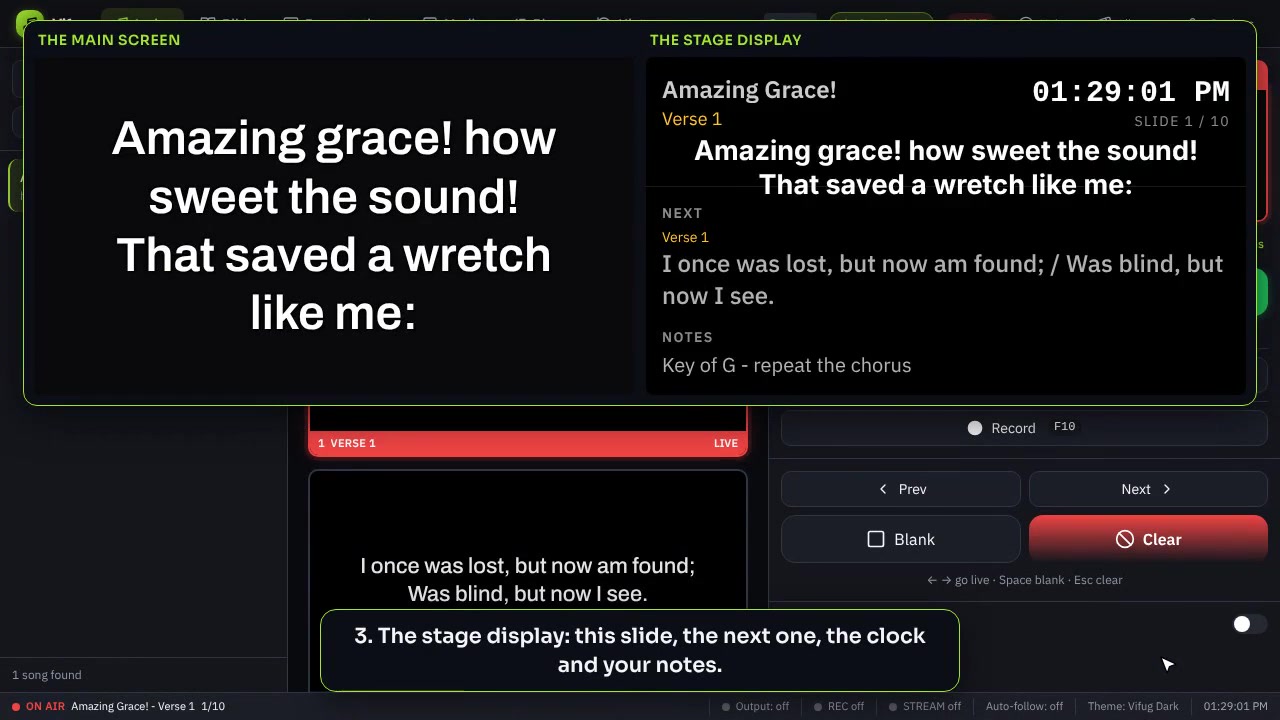 THE MAIN SCREEN
Amazing grace! how
sweet the sound!
That saved a wretch
like me:
THE STAGE DISPLAY
Amazing Grace!
01:29:01 PM
Verse 1
SLIDE 1 / 10
Amazing grace! how sweet the sound!
That saved a wretch like me:
NEXT
Verse 1
I once was lost, but now am found; / Was blind, but
now I see.
NOTES
Key of G - repeat the chorus
1 VERSE 1
LIVE
Record F10
Prev
Next
Blank
Clear
← → go live · Space blank · Esc clear
I once was lost, but now am found;
Was blind, but now I see.
3. The stage display: this slide, the next one, the clock
and your notes.
1 song found
ON AIR Amazing Grace! - Verse 1 1/10
Output: off
REC off
STREAM off
Auto-follow: off
Theme: Vifug Dark
01:29:01 PM